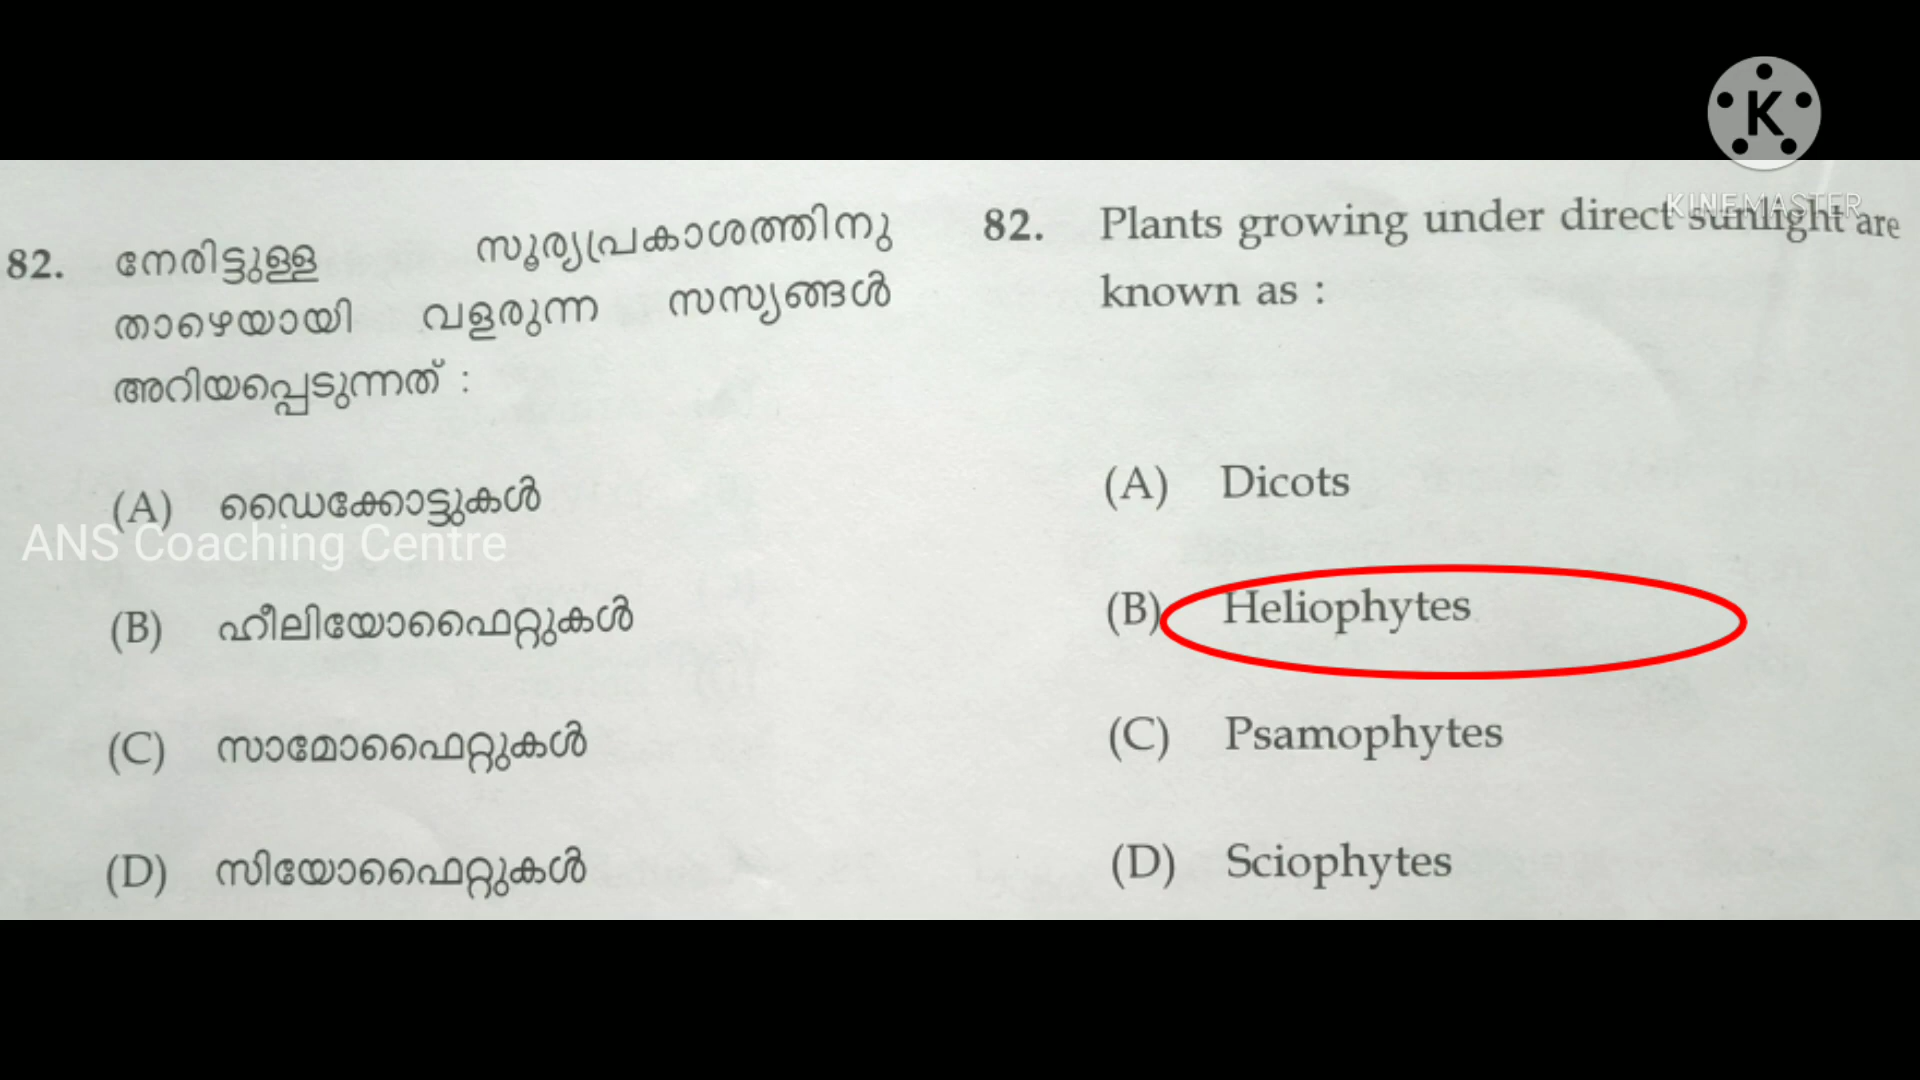 K
KINEMASTER
82. നേരിട്ടുള്ള സൂര്യപ്രകാശത്തിനു
താഴെയായി വളരുന്ന സസ്യങ്ങൾ
അറിയപ്പെടുന്നത് :
(A) ഡൈക്കോട്ടുകൾ
ANS Coaching Centre
(B) ഹീലിയോഫൈറ്റുകൾ
(C) സാമോഫൈറ്റുകൾ
(D) സിയോഫൈറ്റുകൾ
82. Plants growing under direct sunlight are
known as :
(A) Dicots
(B) Heliophytes
(C) Psamophytes
(D) Sciophytes